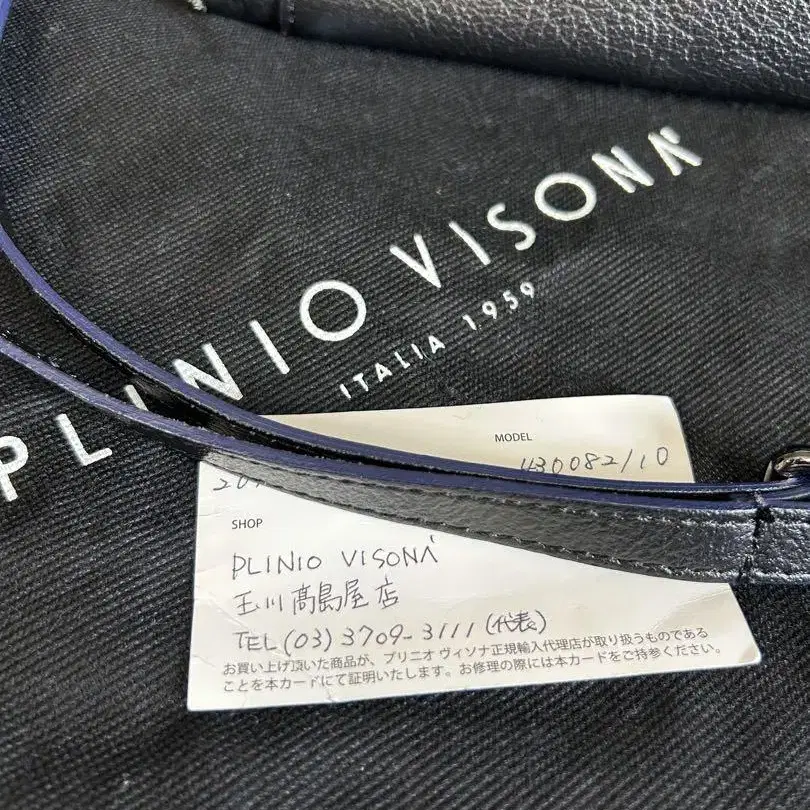 PLINIO VISONÀ
ITALIA 1959
MODEL
430082/10
SHOP
PLINIO VISONÁ
玉川髙島屋店
TEL (03) 3709-3111 (代表)
お買い上げ頂いた商品が、プリニオ ヴィソナ正規輸入代理店が取り扱うものである
ことを本カードにて証明いたします。お修理の際には本カードをご持参ください。